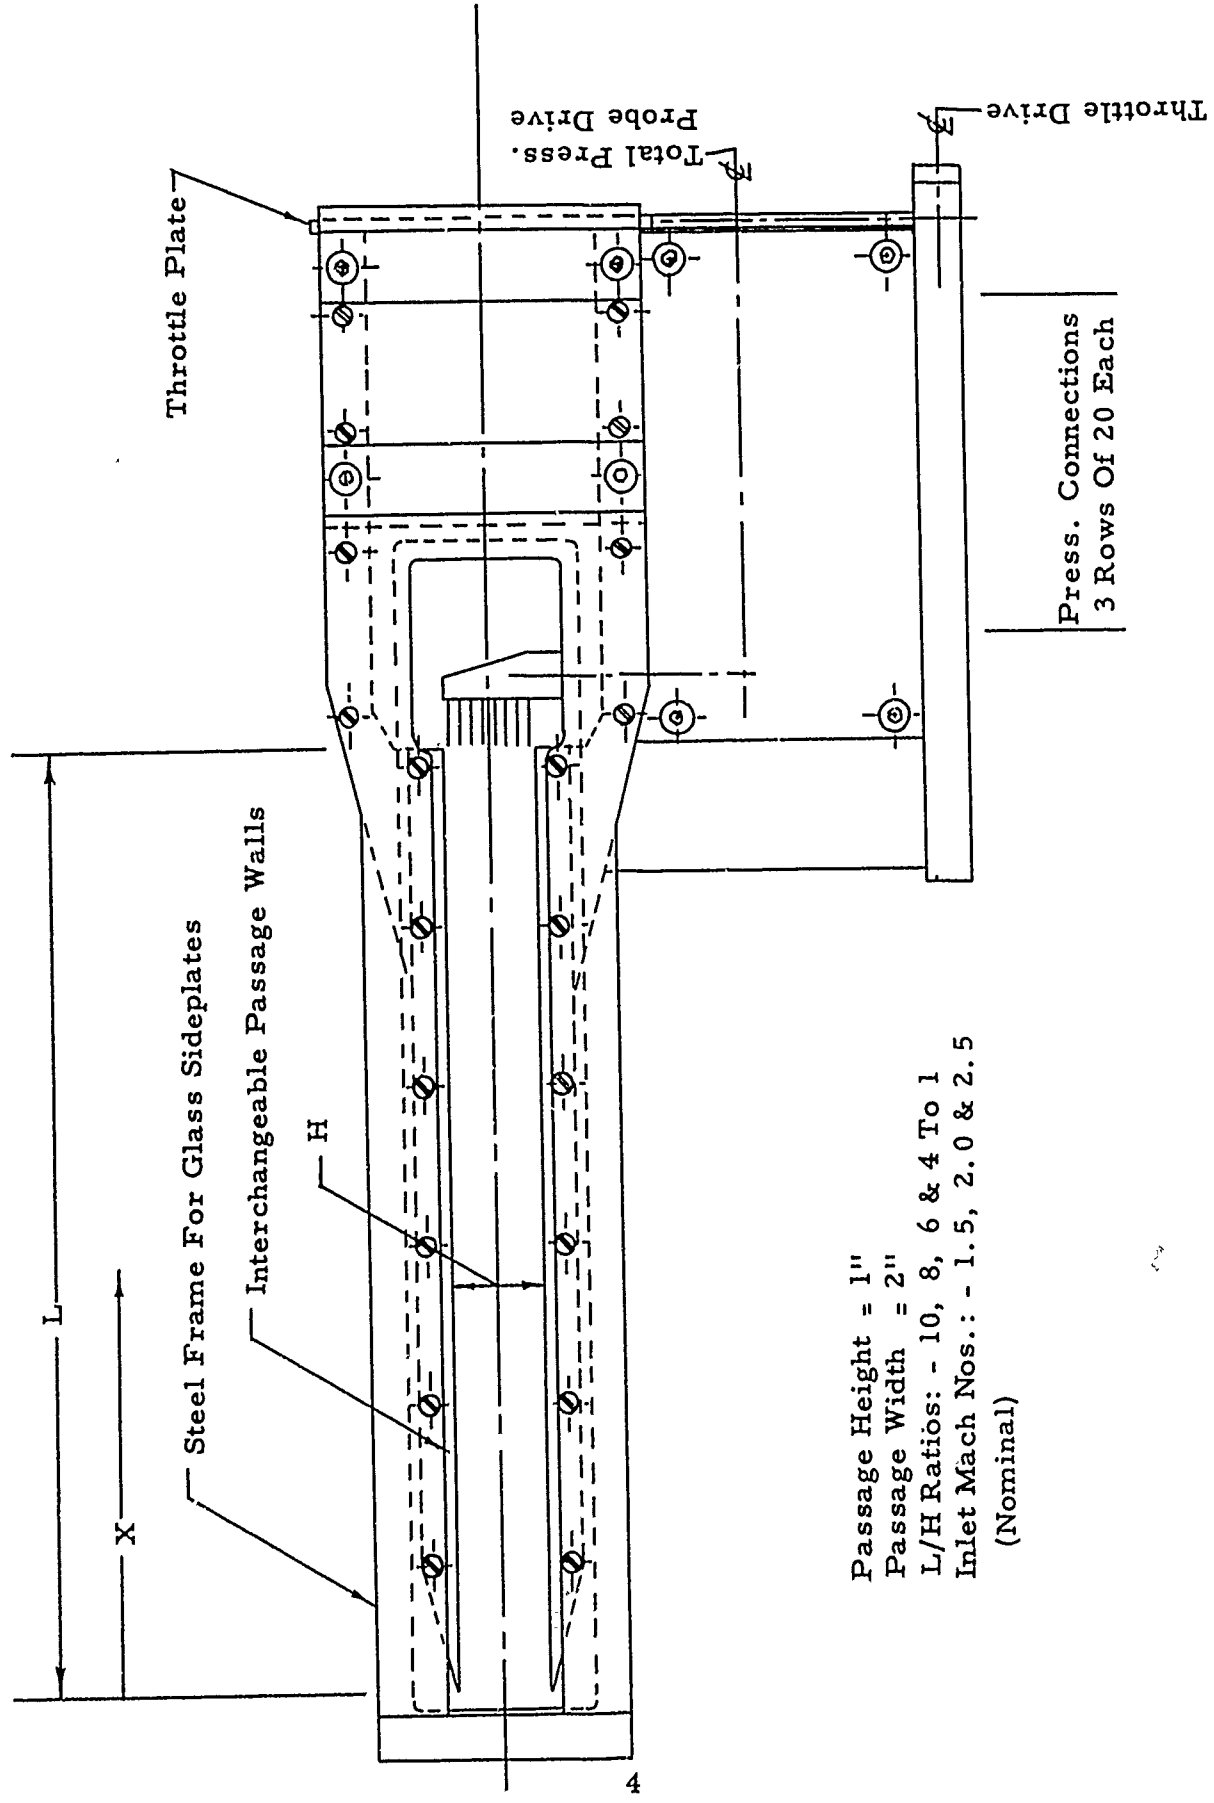 L
X
Steel Frame For Glass Sideplates
Interchangeable Passage Walls
H
Throttle Plate
Total Press.
Probe Drive
Throttle Drive
Press. Connections
3 Rows Of 20 Each
Passage Height = 1"
Passage Width = 2"
L/H Ratios: - 10, 8, 6 & 4 To 1
Inlet Mach Nos.: - 1.5, 2.0 & 2.5
(Nominal)
4